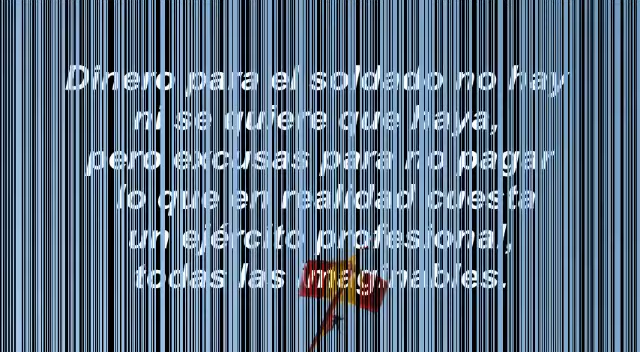 Dinero para el soldado no hay
ni se quiere que haya,
pero excusas para no pagar
lo que en realidad cuesta
un ejército profesional,
todas las imaginables.